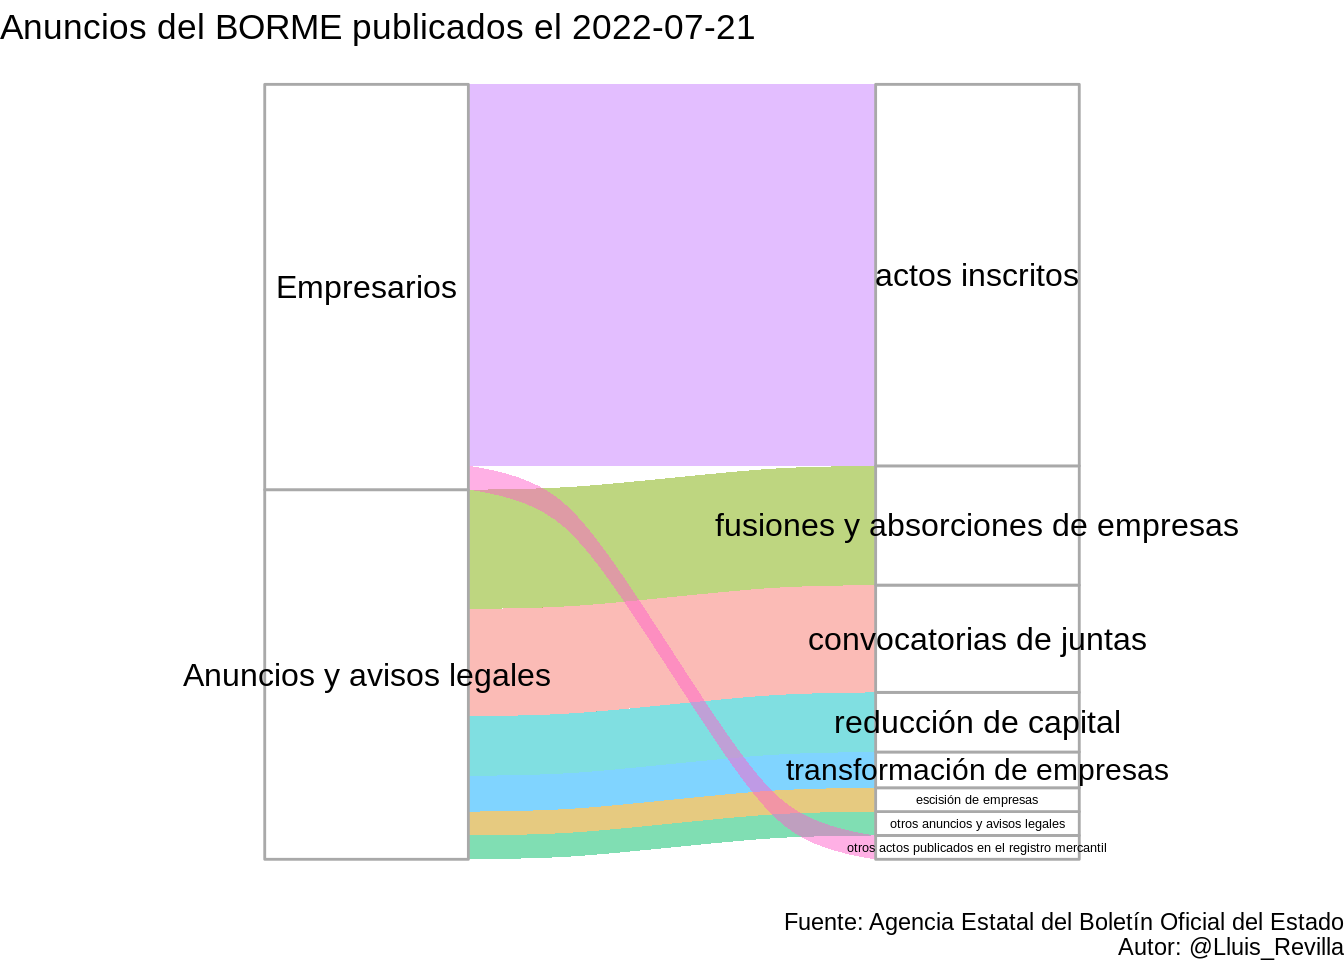 Anuncios del BORME publicados el 2022-07-21
Empresarios
actos inscritos
fusiones y absorciones de empresas
convocatorias de juntas
Anuncios y avisos legales
reducción de capital
transformación de empresas
escisión de empresas
otros anuncios y avisos legales
otros actos publicados en el registro mercantil
Fuente: Agencia Estatal del Boletín Oficial del Estado
Autor: @Lluis_Revilla